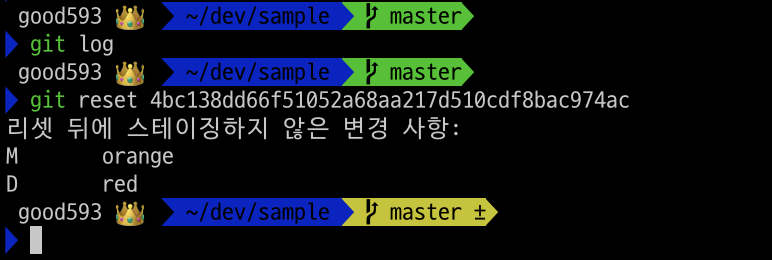 good593 👑 ~/dev/sample master
git log
good593 👑 ~/dev/sample master
git reset 4bc138dd66f51052a68aa217d510cdf8bac974ac
리셋 뒤에 스테이징하지 않은 변경 사항:
M orange
D red
good593 👑 ~/dev/sample master ±